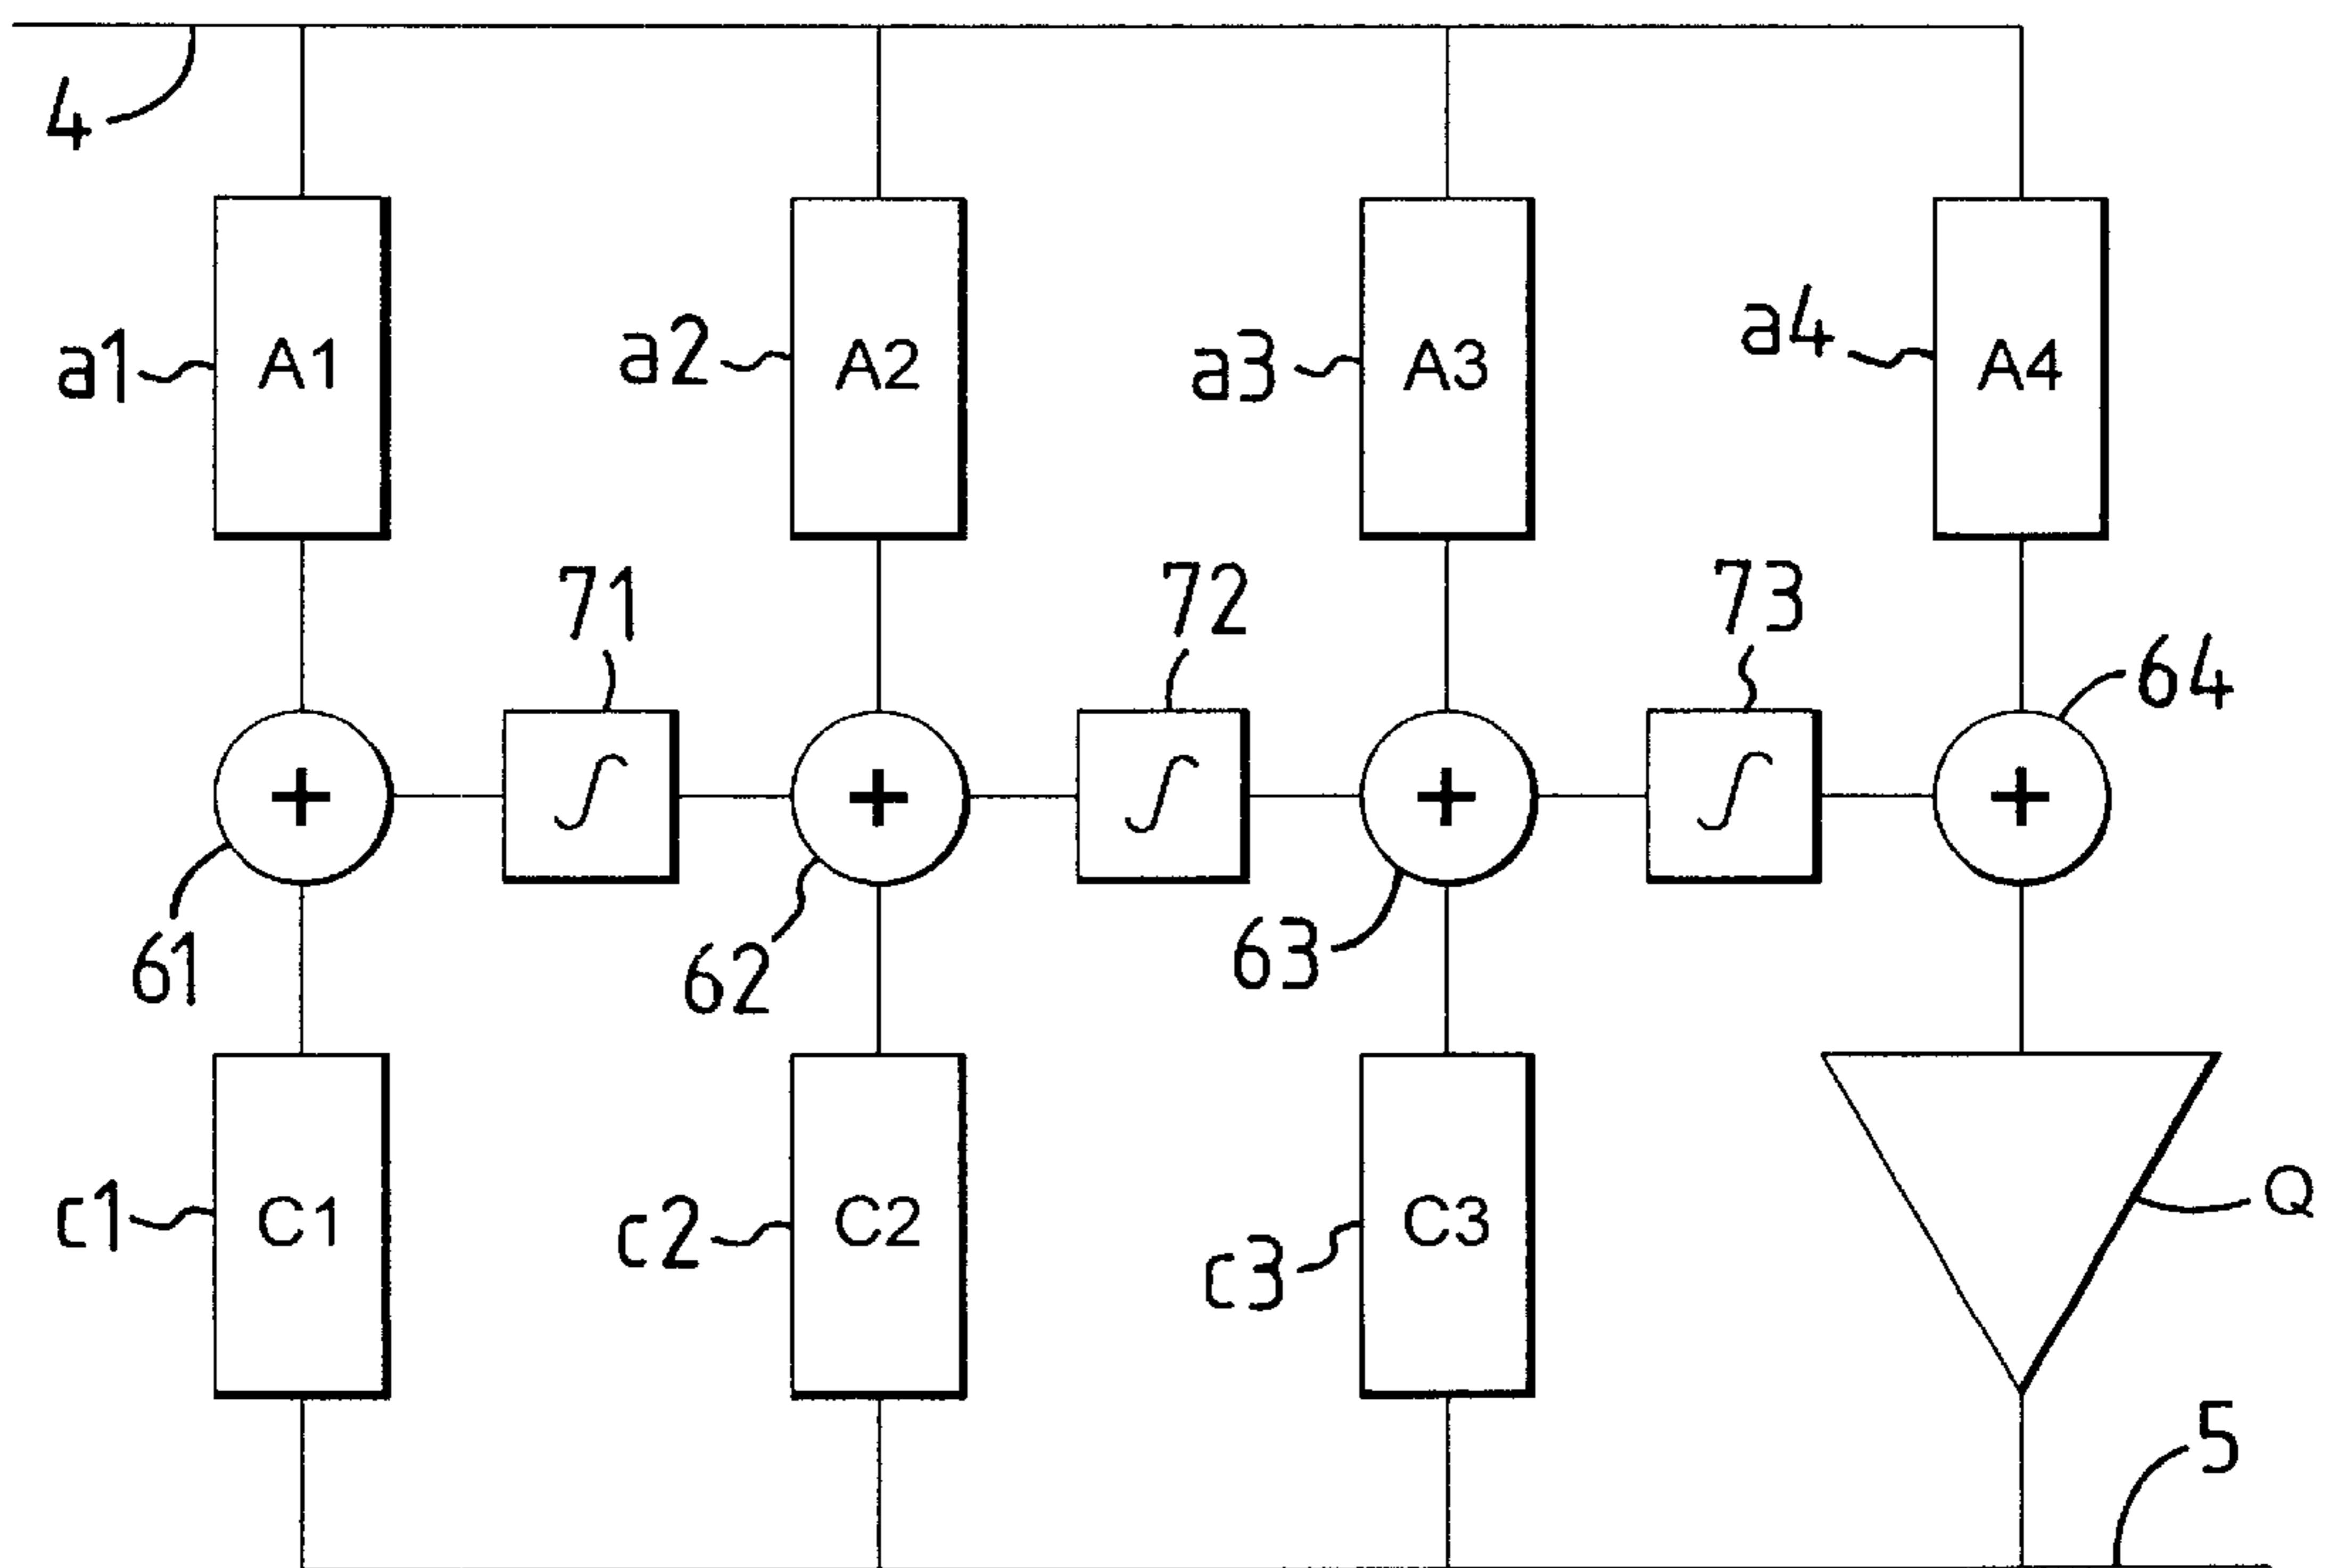 4
a1 A1
a2 A2
a3 A3
a4 A4
71
72
73
64
+ ∫ + ∫ + ∫ +
61
62
63
c1 C1
c2 C2
c3 C3
Q
5